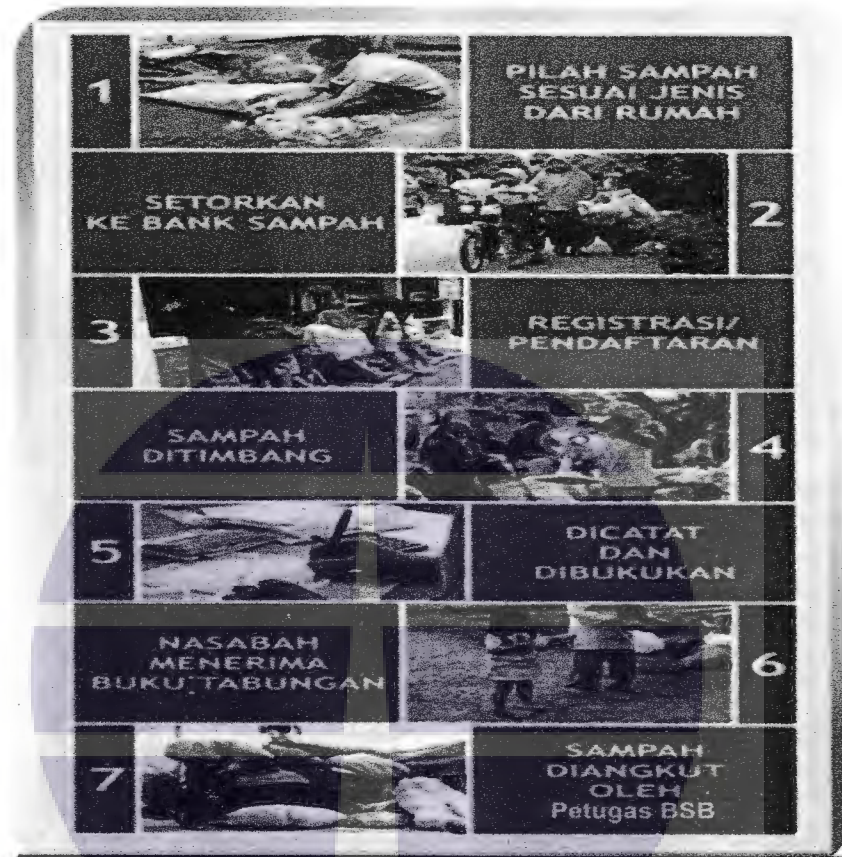 1
PILAH SAMPAH
SESUAI JENIS
DARI RUMAH
SETORKAN
KE BANK SAMPAH
2
3
REGISTRASI/
PENDAFTARAN
SAMPAH
DITIMBANG
4
5
DICATAT
DAN
DIBUKUKAN
NASABAH
MENERIMA
BUKU TABUNGAN
6
7
SAMPAH
DIANGKUT
OLEH
Petugas BSB